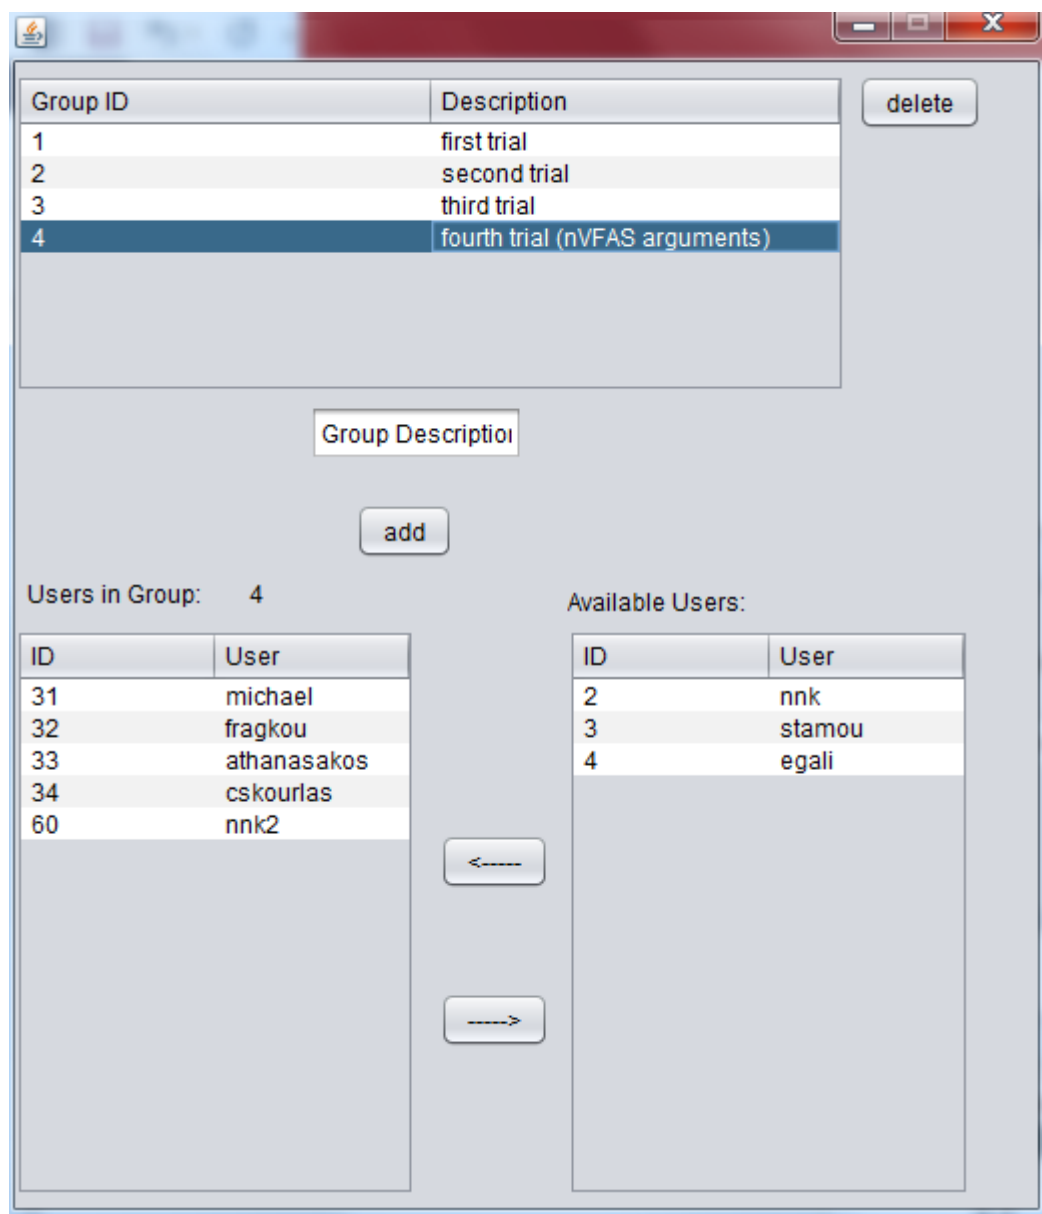 Group ID Description delete
1 first trial
2 second trial
3 third trial
4 fourth trial (nVFAS arguments)
Group Description
add
Users in Group: 4
Available Users:
ID User
31 michael
32 fragkou
33 athanasakos
34 cskourlas
60 nnk2
<-----
----->
ID User
2 nnk
3 stamou
4 egali